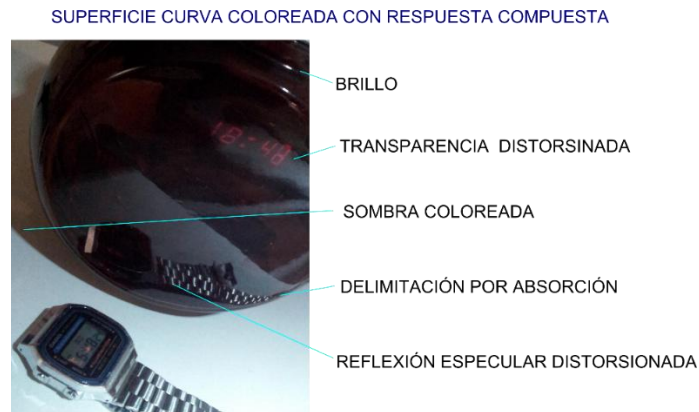 SUPERFICIE CURVA COLOREADA CON RESPUESTA COMPUESTA
BRILLO
18:48
TRANSPARENCIA DISTORSINADA
SOMBRA COLOREADA
DELIMITACIÓN POR ABSORCIÓN
REFLEXIÓN ESPECULAR DISTORSIONADA